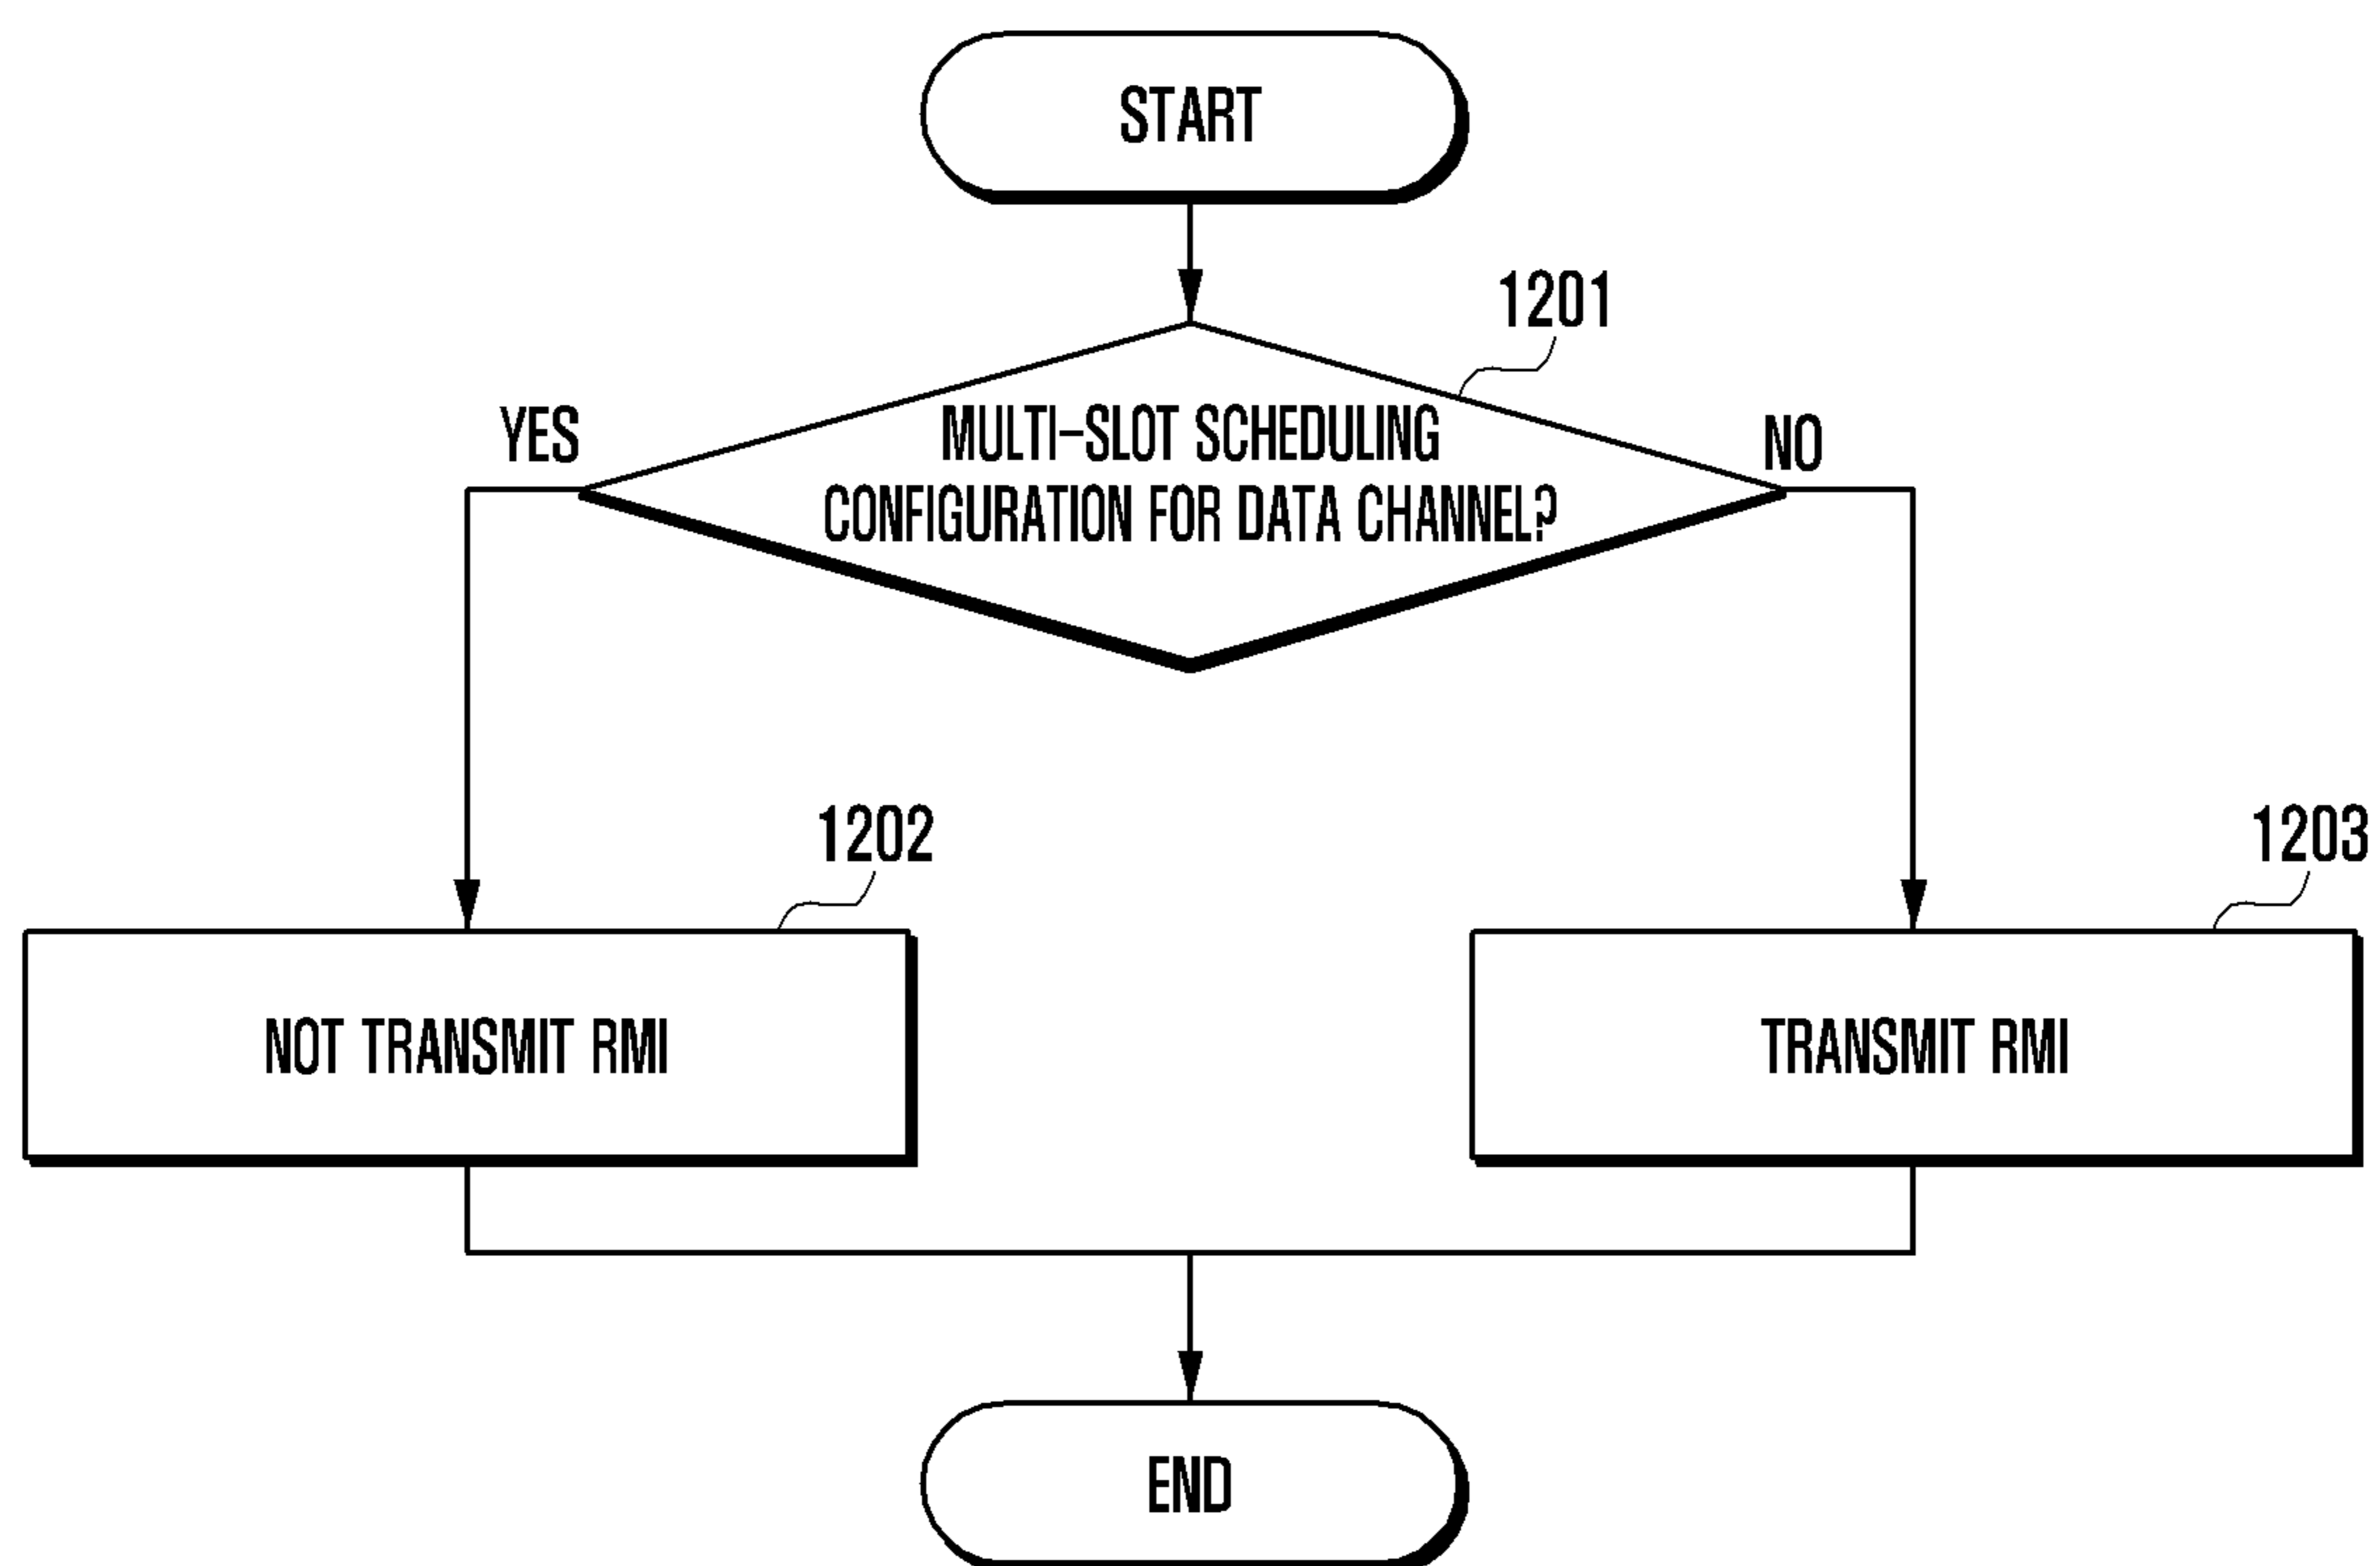 START
1201
YES
NO
MULTI-SLOT SCHEDULING
CONFIGURATION FOR DATA CHANNEL?
1202
1203
NOT TRANSMIT RMI
TRANSMIT RMI
END